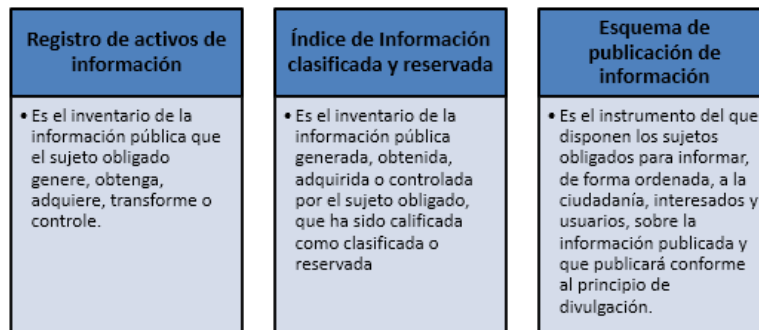 Registro de activos de
información
• Es el inventario de la
información pública que
el sujeto obligado
genere, obtenga,
adquiere, transforme o
controle.
Índice de Información
clasificada y reservada
• Es el inventario de la
información pública
generada, obtenida,
adquirida o controlada
por el sujeto obligado,
que ha sido calificada
como clasificada o
reservada
Esquema de
publicación de
información
• Es el instrumento del que
disponen los sujetos
obligados para informar,
de forma ordenada, a la
ciudadanía, interesados y
usuarios, sobre la
información publicada y
que publicará conforme
al principio de
divulgación.